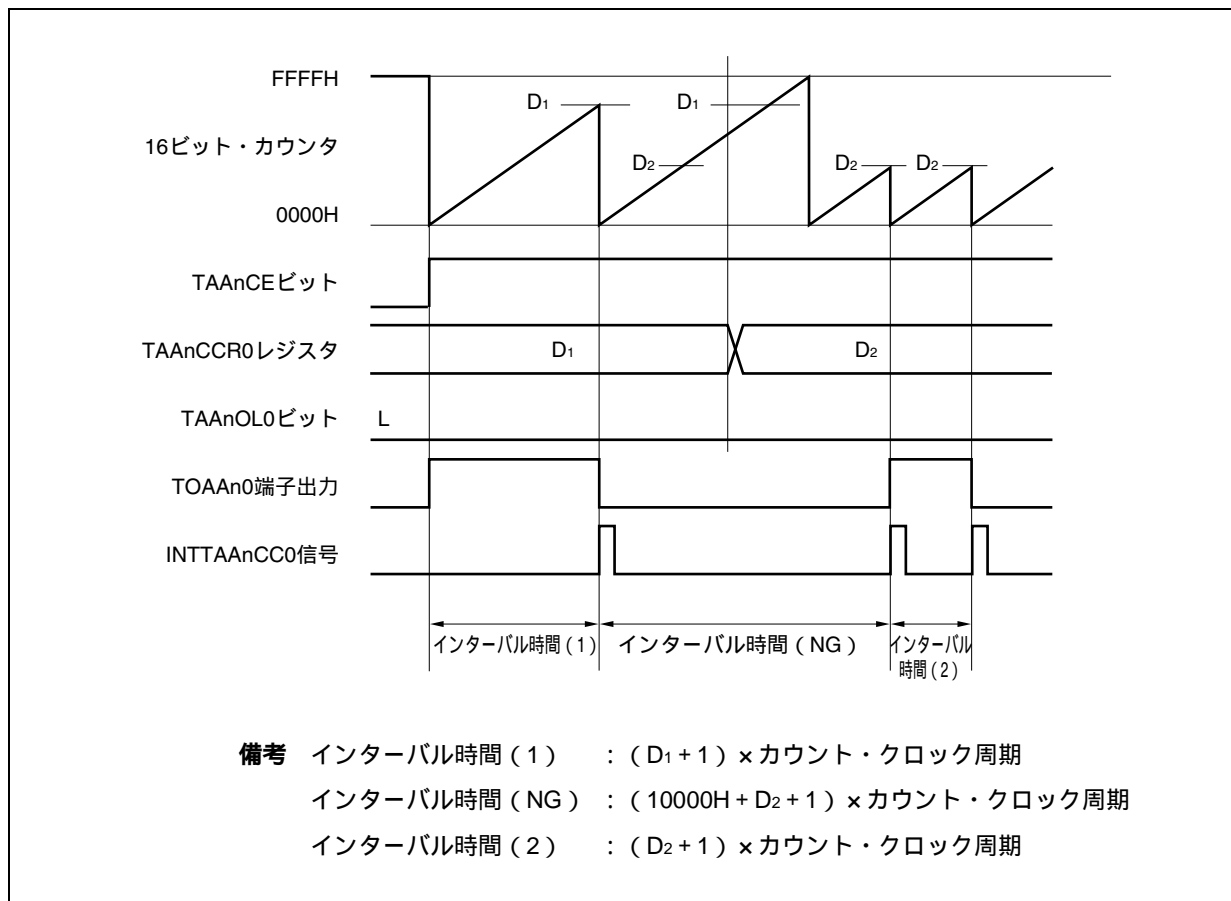 FFFFH
D1
D1
16ビット・カウンタ
D2
D2
D2
0000H
TAAnCEビット
TAAnCCR0レジスタ
D1
D2
TAAnOL0ビット
L
TOAAn0端子出力
INTTAAnCC0信号
インターバル時間(1)
インターバル時間(NG)
インターバル
時間(2)
備考 インターバル時間(1) :(D1+1)×カウント・クロック周期
インターバル時間(NG) :(10000H+D2+1)×カウント・クロック周期
インターバル時間(2) :(D2+1)×カウント・クロック周期